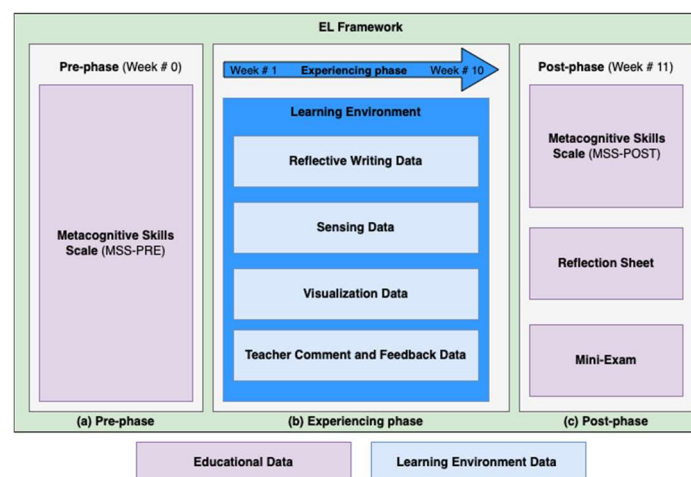 EL Framework
Pre-phase (Week # 0)
Metacognitive Skills
Scale (MSS-PRE)
(a) Pre-phase
Week # 1 Experiencing phase Week # 10
Learning Environment
Reflective Writing Data
Sensing Data
Visualization Data
Teacher Comment and Feedback Data
(b) Experiencing phase
Post-phase (Week # 11)
Metacognitive Skills
Scale (MSS-POST)
Reflection Sheet
Mini-Exam
(c) Post-phase
Educational Data
Learning Environment Data